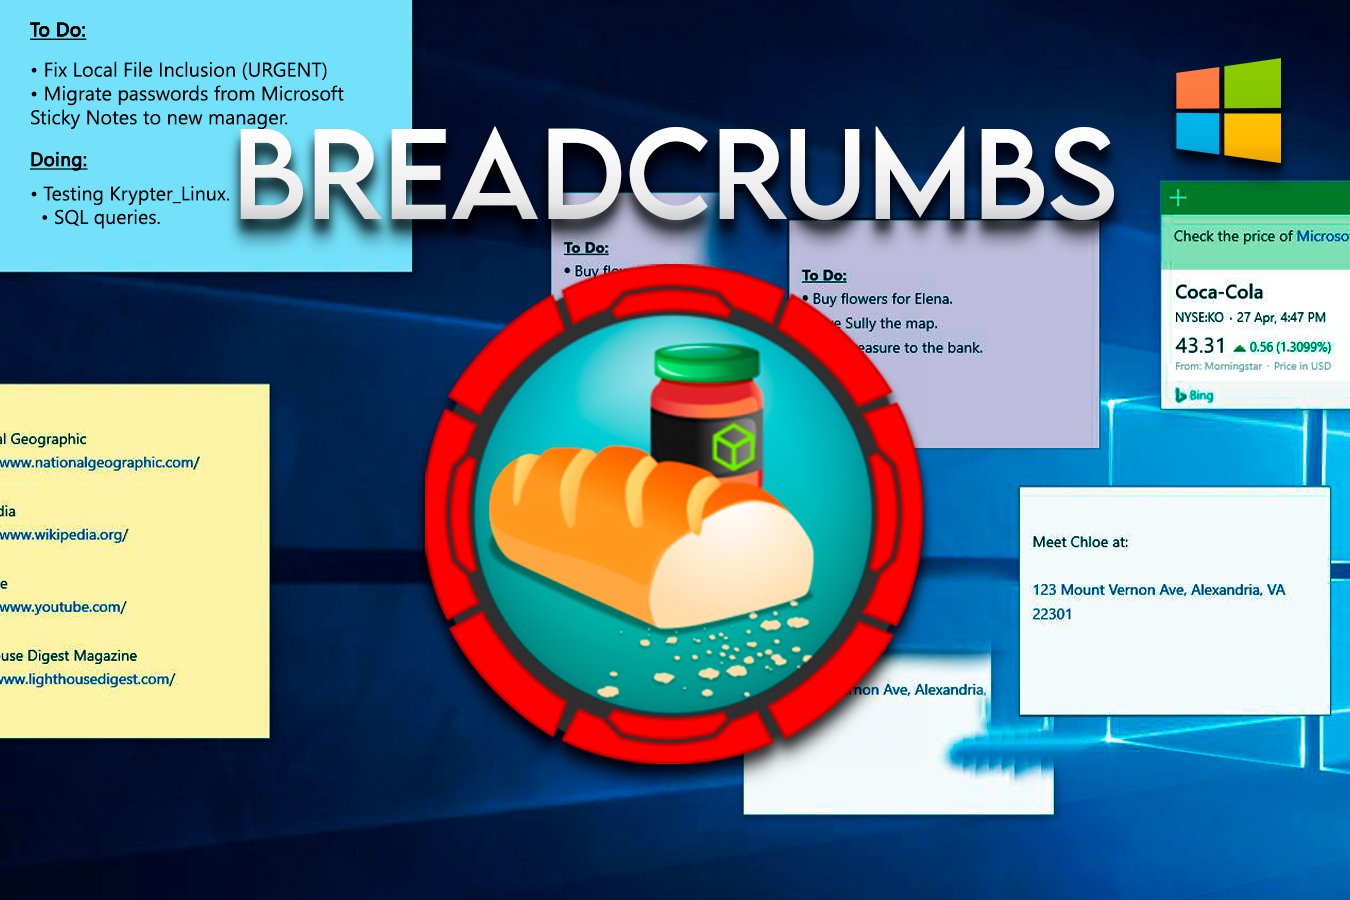 To Do:
• Fix Local File Inclusion (URGENT)
• Migrate passwords from Microsoft
Sticky Notes to new manager.
Doing:
• Testing Krypter_Linux.
• SQL queries.
BREADCRUMBS
To Do:
• Buy
To Do:
• Buy flowers for Elena.
Sully the map.
to the bank.
Check the price of
Coca-Cola
NYSE:KO · 27 Apr, 4:47 PM
43.31 ▲ 0.56 (1.3099%)
From: Morningstar · Price in USD
Bing
Geographic
www.nationalgeographic.com/
www.wikipedia.org/
www.youtube.com/
Digest Magazine
www.lighthousedigest.com/
Meet Chloe at:
123 Mount Vernon Ave, Alexandria, VA
22301
Ave, Alexandria,